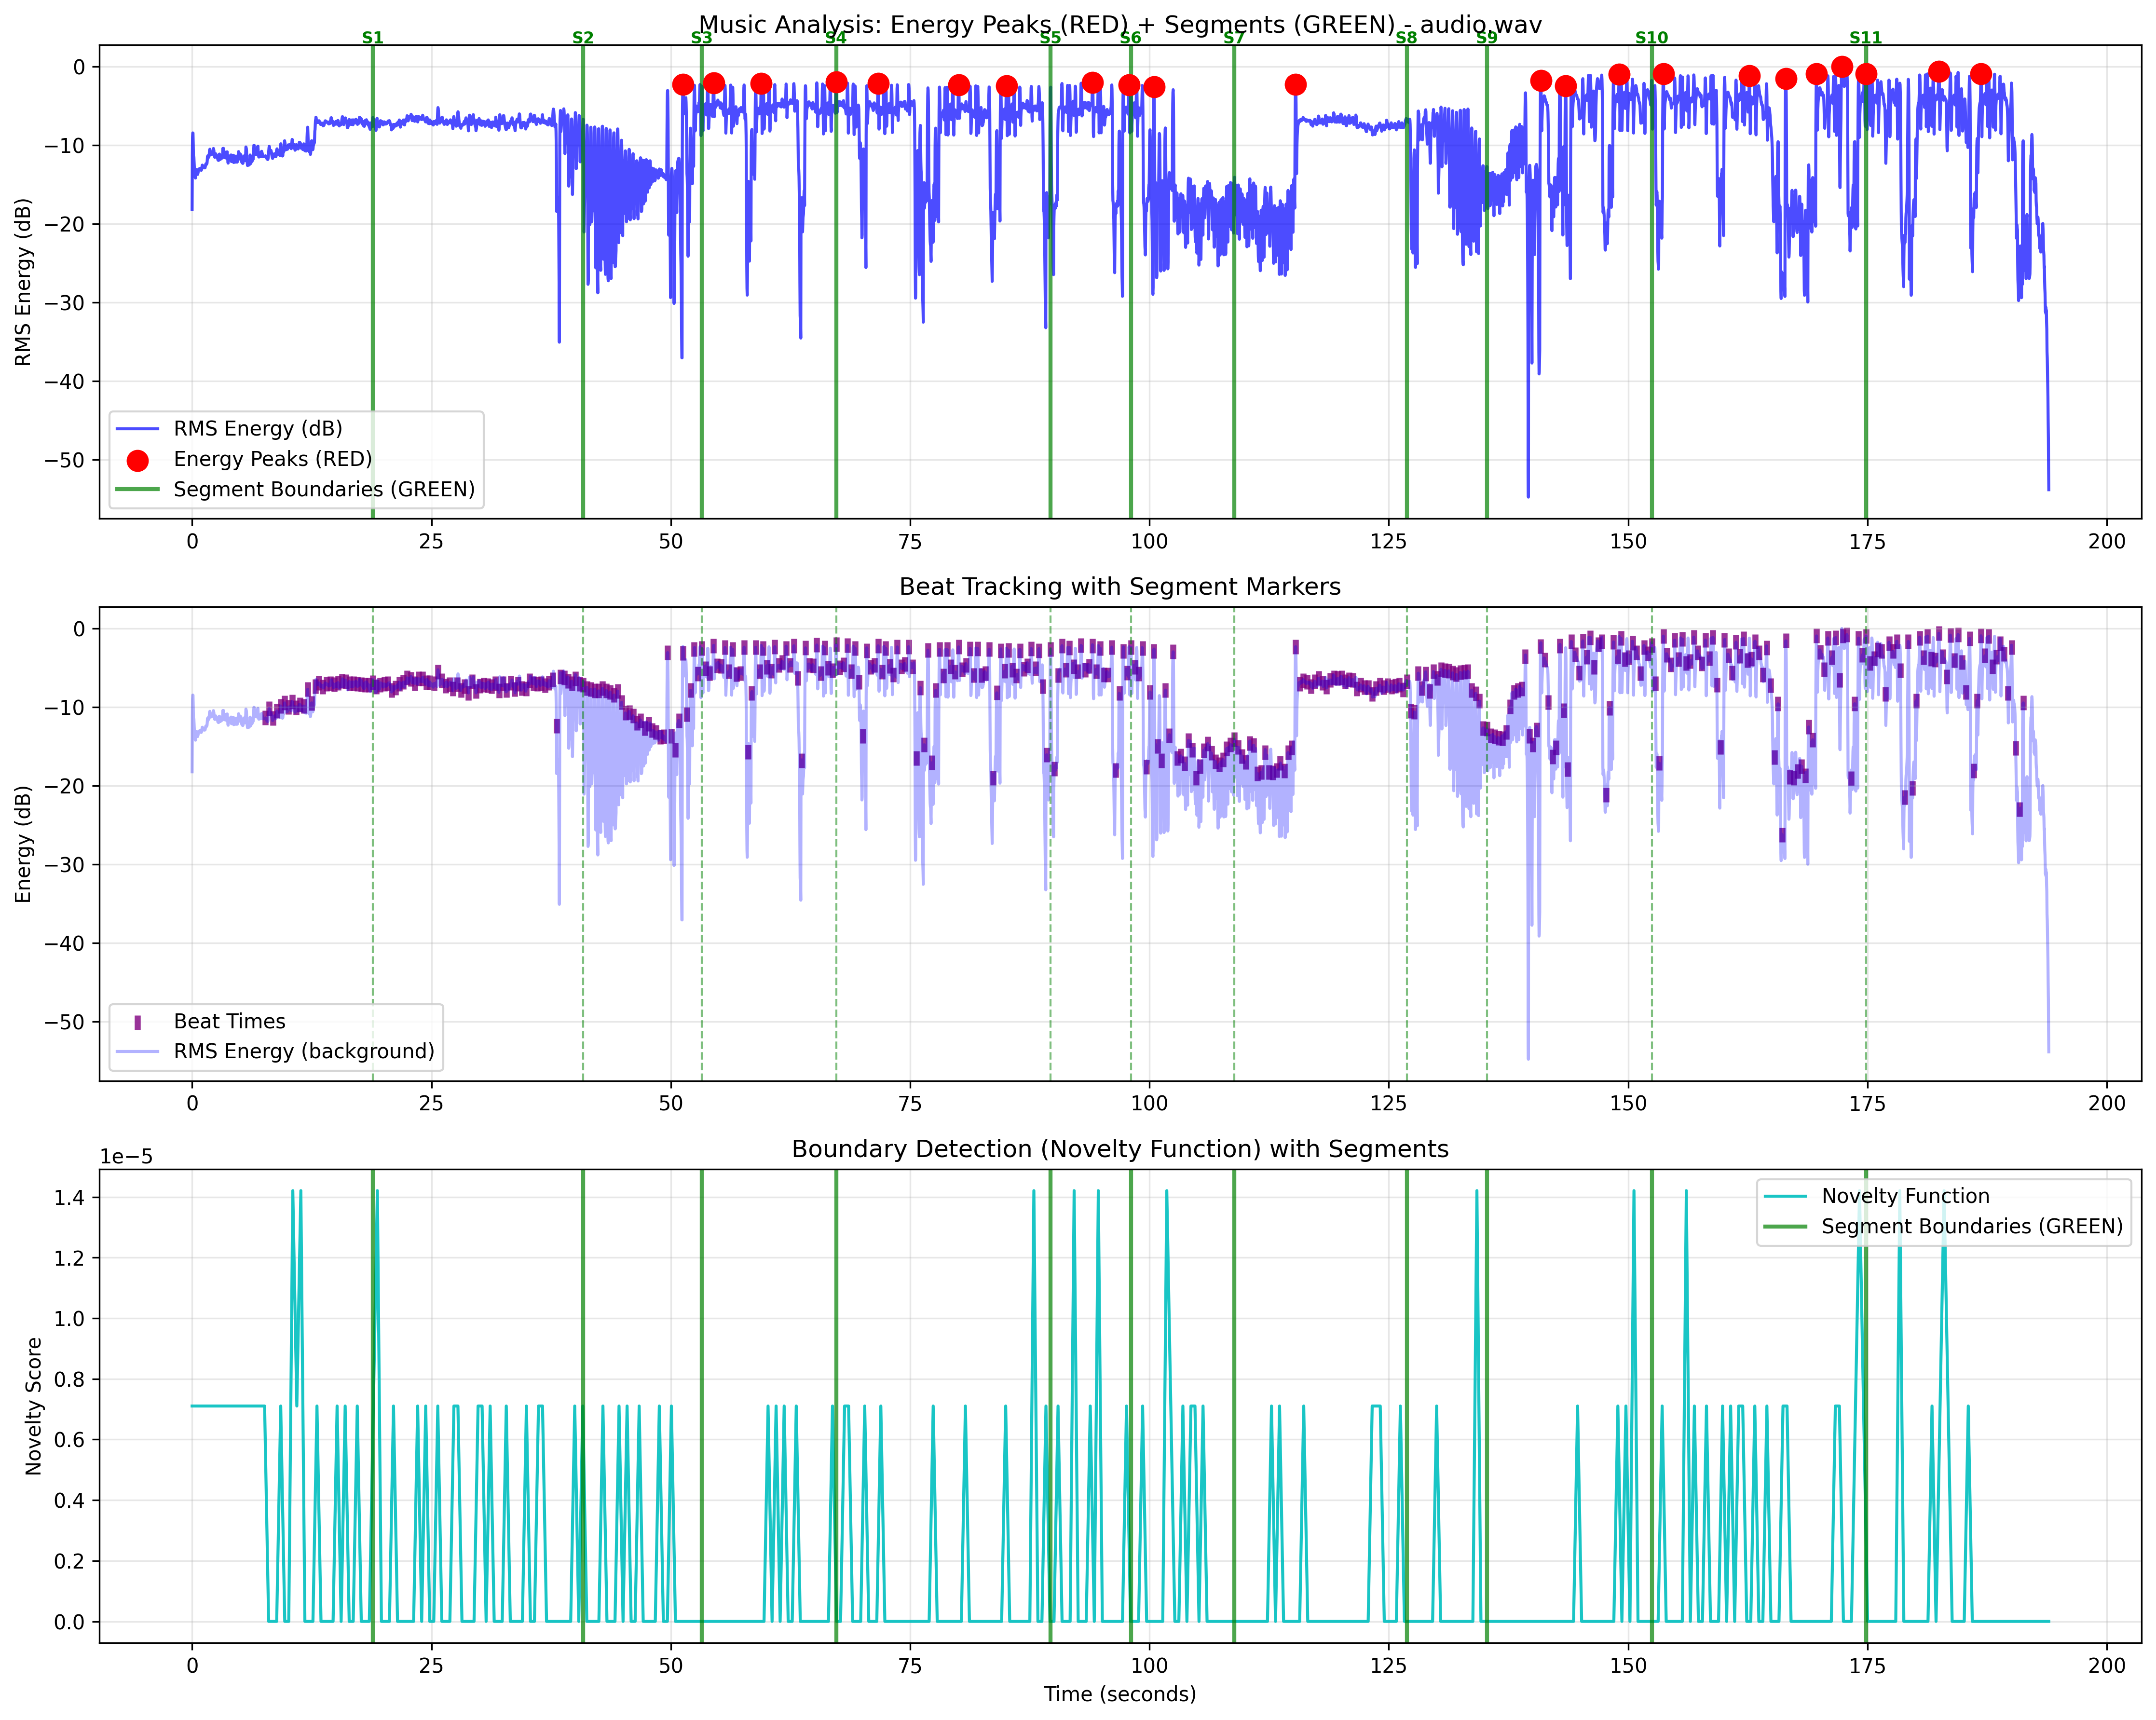 Music Analysis: Energy Peaks (RED) + Segments (GREEN) - audio.wav
S1 S2 S3 S4 S5 S6 S7 S8 S9 S10 S11
RMS Energy (dB)
0
−10
−20
−30
−40
−50
RMS Energy (dB)
Energy Peaks (RED)
Segment Boundaries (GREEN)
0 25 50 75 100 125 150 175 200
Beat Tracking with Segment Markers
Energy (dB)
0
−10
−20
−30
−40
−50
Beat Times
RMS Energy (background)
0 25 50 75 100 125 150 175 200
Boundary Detection (Novelty Function) with Segments
1e−5
Novelty Score
1.4
1.2
1.0
0.8
0.6
0.4
0.2
0.0
Novelty Function
Segment Boundaries (GREEN)
0 25 50 75 100 125 150 175 200
Time (seconds)